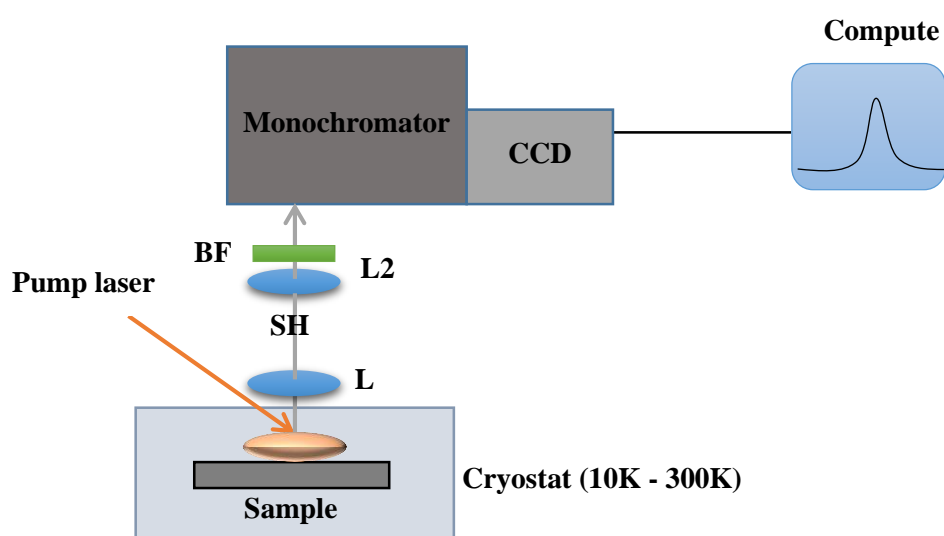 Compute
Monochromator
CCD
BF
L2
Pump laser
SH
L
Cryostat (10K - 300K)
Sample